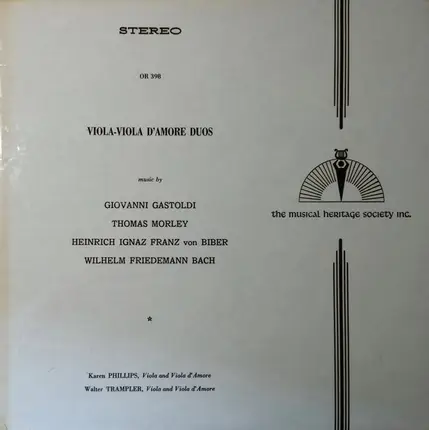 STEREO
OR 398
VIOLA-VIOLA D'AMORE DUOS
music by
GIOVANNI GASTOLDI
THOMAS MORLEY
HEINRICH IGNAZ FRANZ von BIBER
WILHELM FRIEDEMANN BACH
the musical heritage society inc.
*
Karen PHILLIPS, Viola and Viola d'Amore
Walter TRAMPLER, Viola and Viola d'Amore